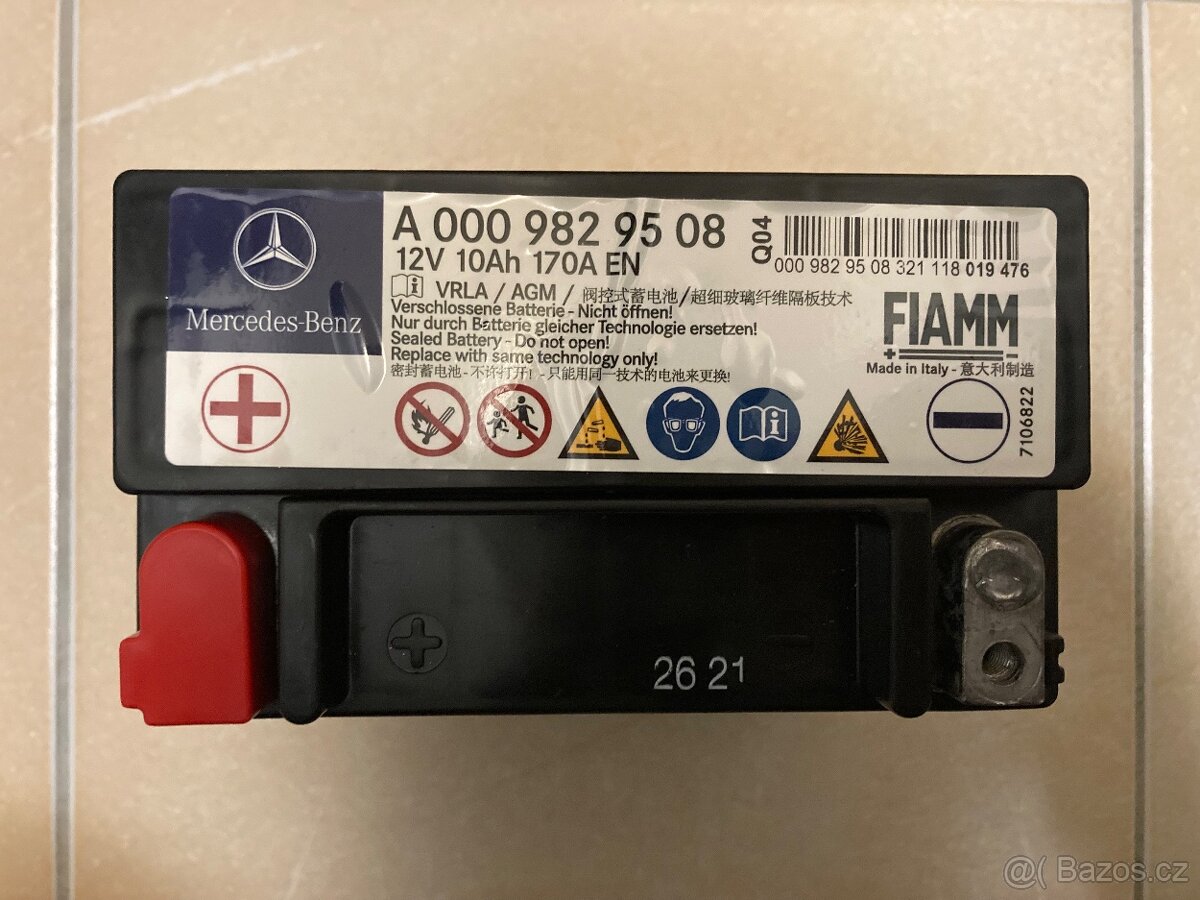 A 000 982 95 08
12V 10Ah 170A EN
VRLA / AGM / 阀控式蓄电池/超细玻璃纤维隔板技术
Verschlossene Batterie - Nicht öffnen!
Nur durch Batterie gleicher Technologie ersetzen!
Sealed Battery - Do not open!
Replace with same technology only!
密封蓄电池 - 不许打开! - 只能用同一技术的电池来更换!
Mercedes-Benz
Q04
000 982 95 08 321 118 019 476
FIAMM
Made in Italy - 意大利制造
7106822
26 21
@( Bazos.cz